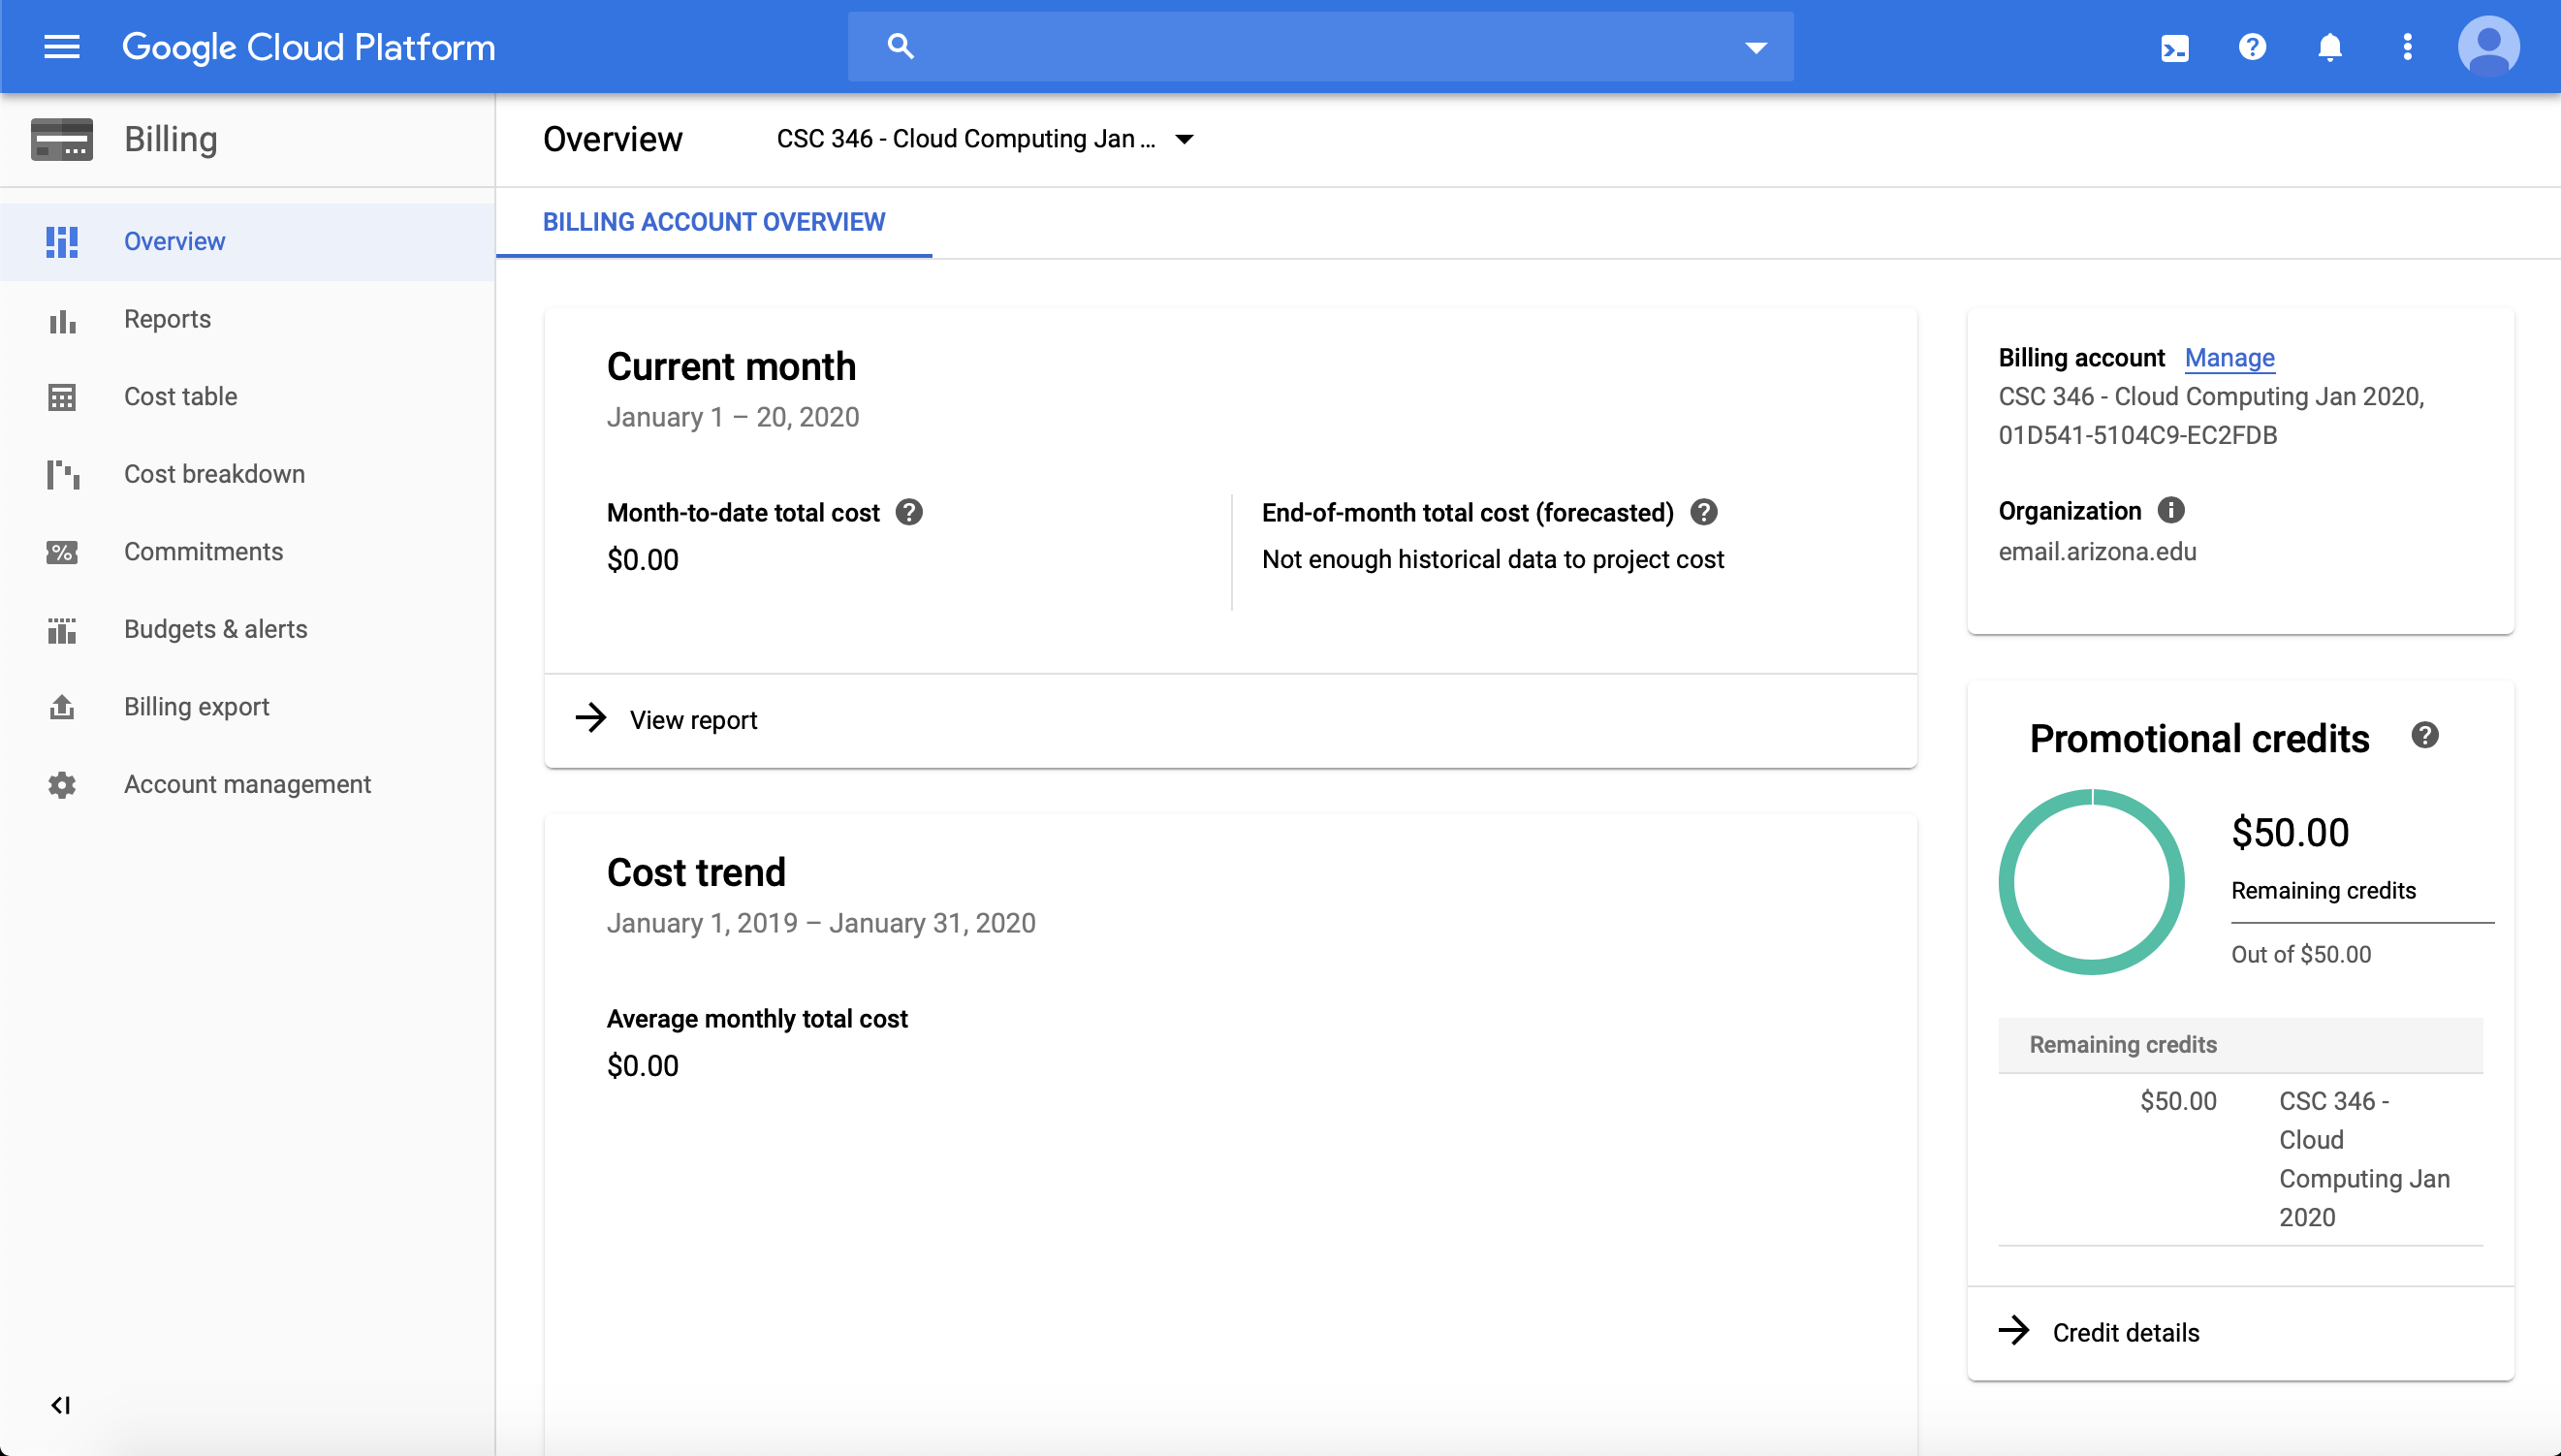 Google Cloud Platform
Billing
Overview
CSC 346 - Cloud Computing Jan ...
Overview
Reports
Cost table
Cost breakdown
Commitments
Budgets & alerts
Billing export
Account management
BILLING ACCOUNT OVERVIEW
Current month
January 1 – 20, 2020
Month-to-date total cost
$0.00
End-of-month total cost (forecasted)
Not enough historical data to project cost
View report
Cost trend
January 1, 2019 – January 31, 2020
Average monthly total cost
$0.00
Billing account Manage
CSC 346 - Cloud Computing Jan 2020,
01D541-5104C9-EC2FDB
Organization
email.arizona.edu
Promotional credits
$50.00
Remaining credits
Out of $50.00
Remaining credits
$50.00
CSC 346 -
Cloud
Computing Jan
2020
Credit details